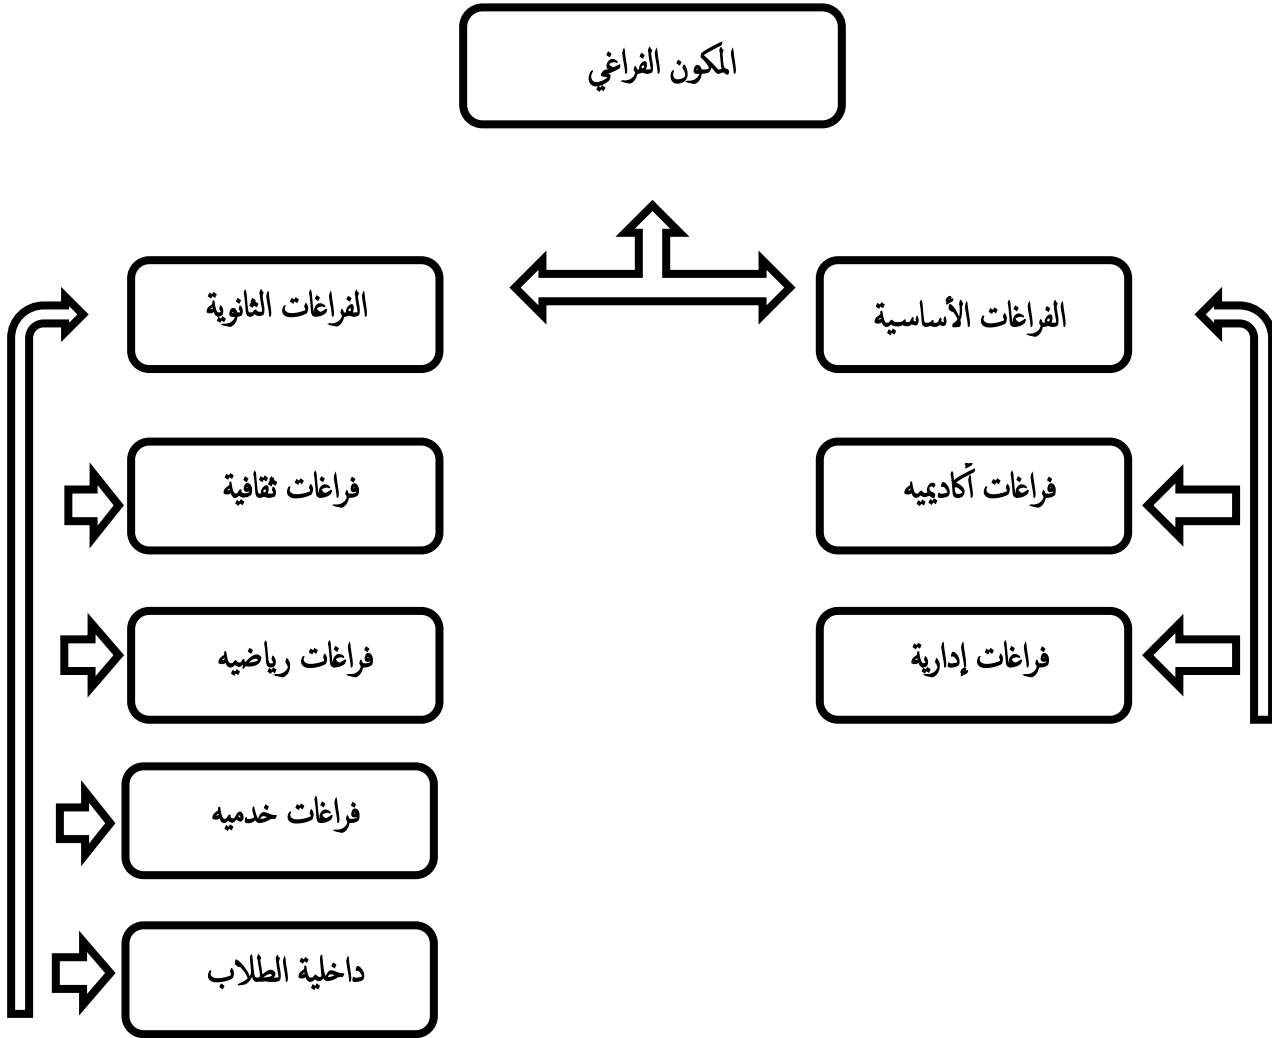 المكون الفراغي
الفراغات الأساسية
الفراغات الثانوية
فراغات أكاديميه
فراغات ثقافية
فراغات إدارية
فراغات رياضيه
فراغات خدميه
داخلية الطلاب